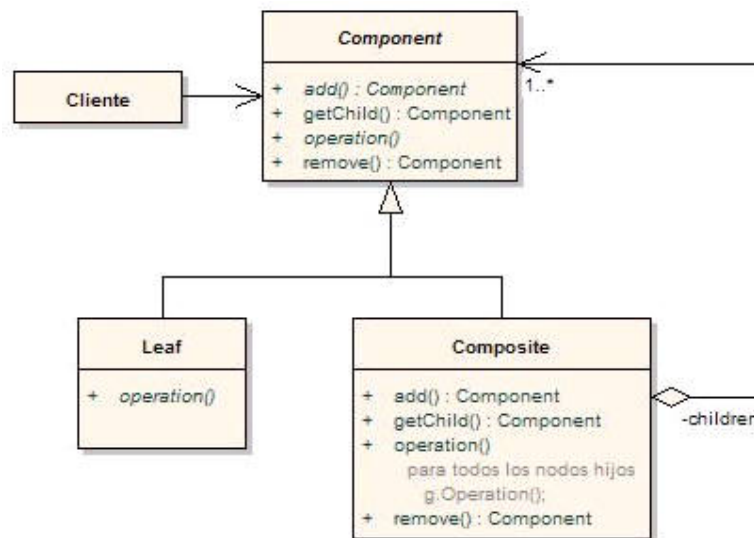 Component
+ add() : Component
+ getChild() : Component
+ operation()
+ remove() : Component
Cliente
1..*
Leaf
+ operation()
Composite
+ add() : Component
+ getChild() : Component
+ operation()
para todos los nodos hijos
g.Operation();
+ remove() : Component
-children